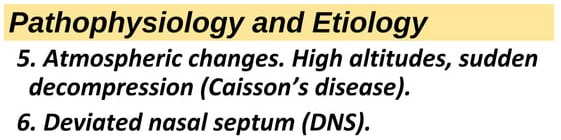 Pathophysiology and Etiology
5. Atmospheric changes. High altitudes, sudden
decompression (Caisson’s disease).
6. Deviated nasal septum (DNS).